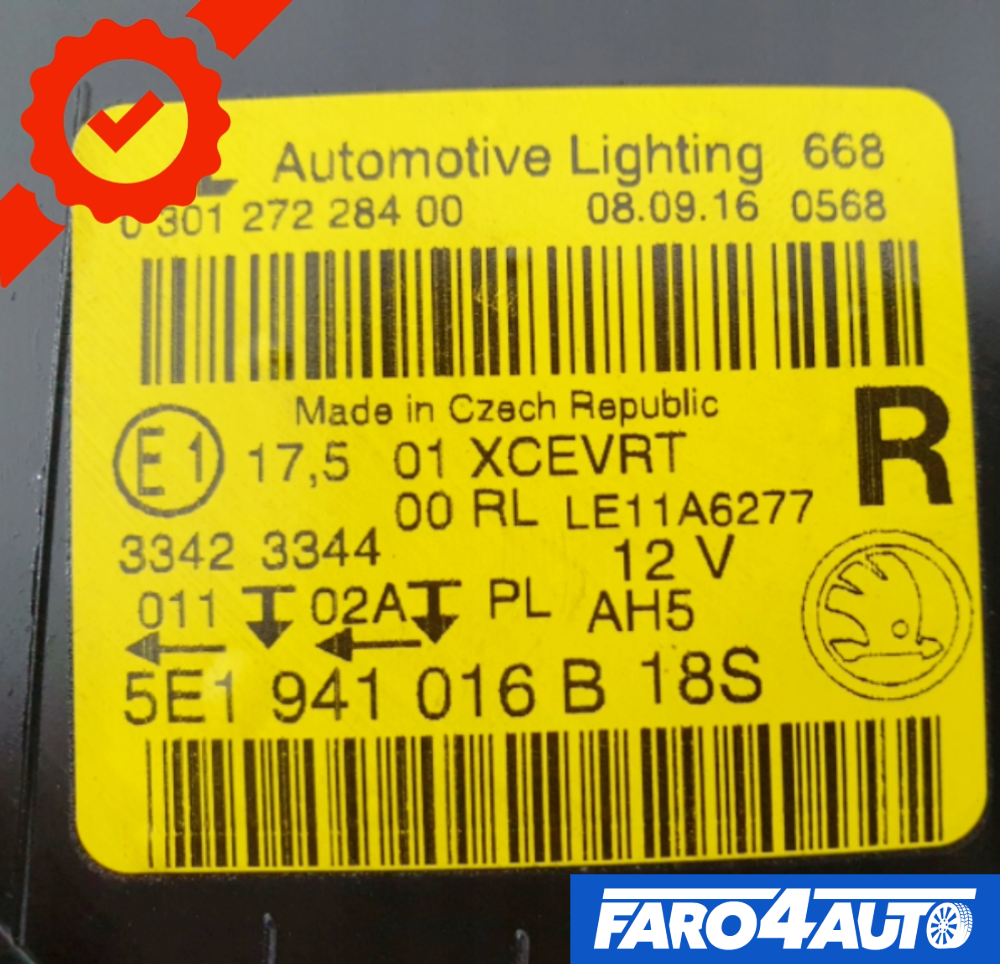 Automotive Lighting 668
0 301 272 284 00 08.09.16 0568
Made in Czech Republic
E1 17,5 01 XCEVRT R
00 RL LE11A6277
3342 3344 12 V
011 02A PL AH5
5E1 941 016 B 18S
FARO4AUTO